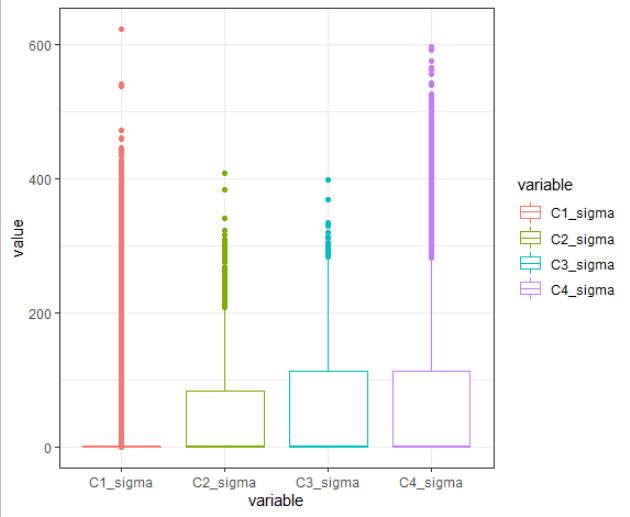 600
400
200
0
value
C1_sigma C2_sigma C3_sigma C4_sigma
variable
variable
C1_sigma
C2_sigma
C3_sigma
C4_sigma